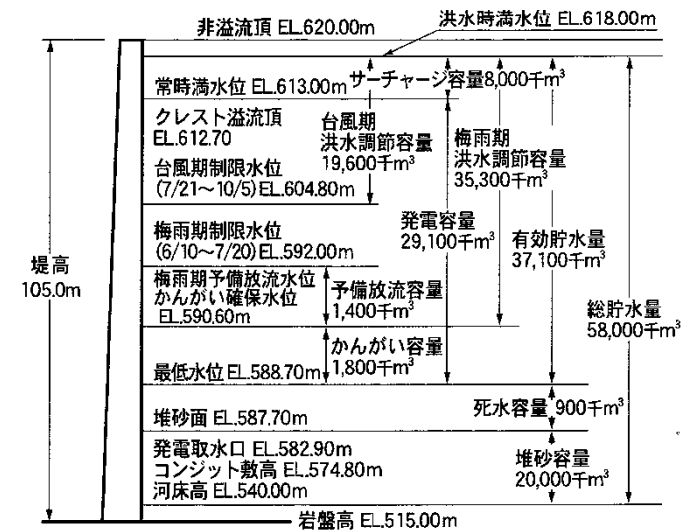 非溢流頂 EL.620.00m
洪水時満水位 EL.618.00m
常時満水位 EL.613.00m
サーチャージ容量8,000千m³
クレスト溢流頂
EL.612.70
台風期
洪水調節容量
19,600千m³
梅雨期
洪水調節容量
35,300千m³
台風期制限水位
(7/21～10/5)EL.604.80m
発電容量
29,100千m³
有効貯水量
37,100千m³
梅雨期制限水位
(6/10～7/20)EL.592.00m
堤高
105.0m
梅雨期予備放流水位
かんがい確保水位
EL.590.60m
予備放流容量
1,400千m³
総貯水量
58,000千m³
かんがい容量
1,800千m³
最低水位 EL.588.70m
堆砂面 EL.587.70m
死水容量 900千m³
発電取水口 EL.582.90m
コンジット敷高 EL.574.80m
河床高 EL.540.00m
堆砂容量
20,000千m³
岩盤高 EL.515.00m